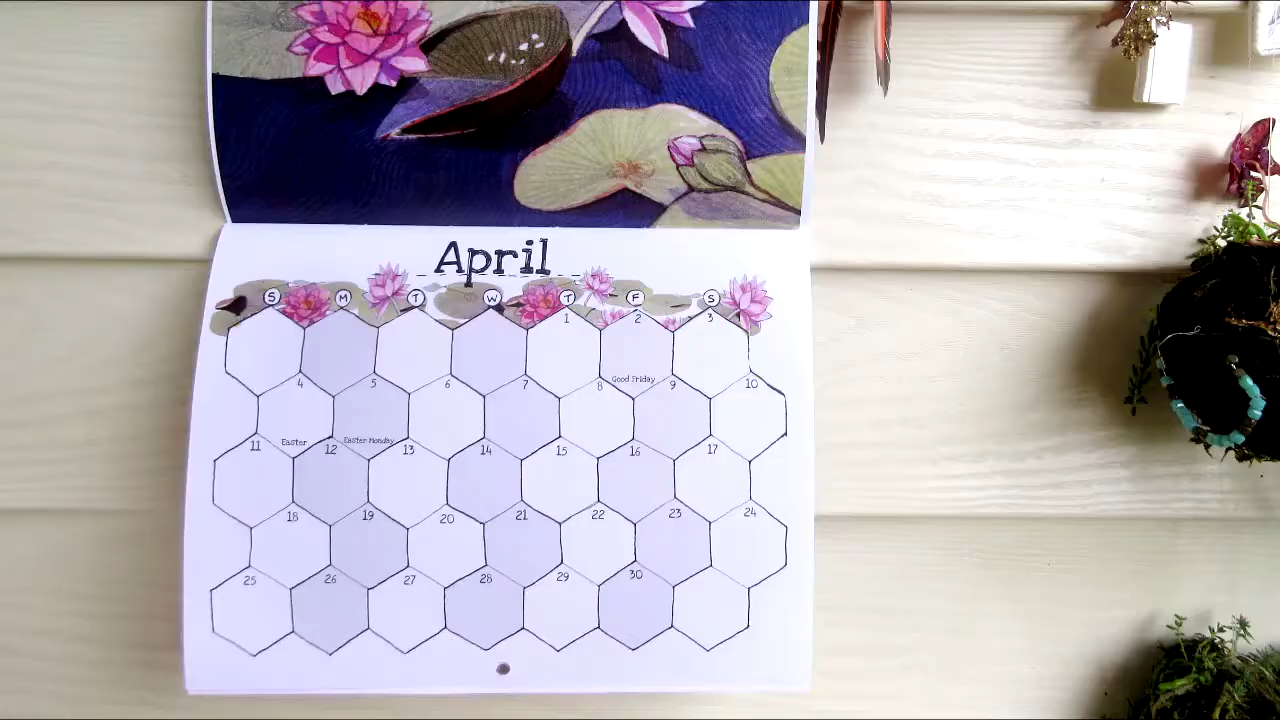 April
S M T W T F S
1 2 3
Good Friday
4 5 6 7 8 9 10
Easter Easter Monday
11 12 13 14 15 16 17
18 19 20 21 22 23 24
25 26 27 28 29 30